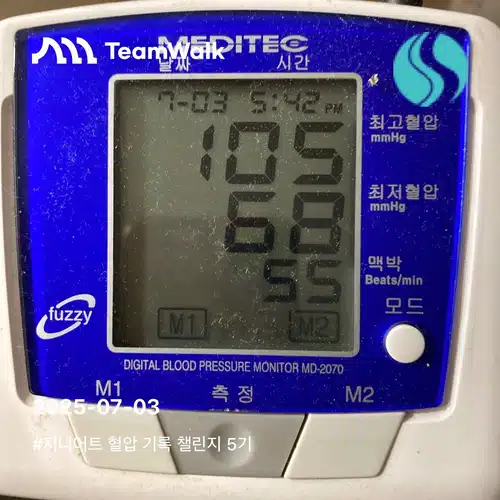 TeamWalk
MEDITEC
날짜 시간
7-03 5:42 PM
105
최고혈압
mmHg
68
최저혈압
mmHg
55
맥박
Beats/min
모드
fuzzy
M1 M2
DIGITAL BLOOD PRESSURE MONITOR MD-2070
M1 측정 M2
2025-07-03
#지니어트 혈압 기록 챌린지 5기